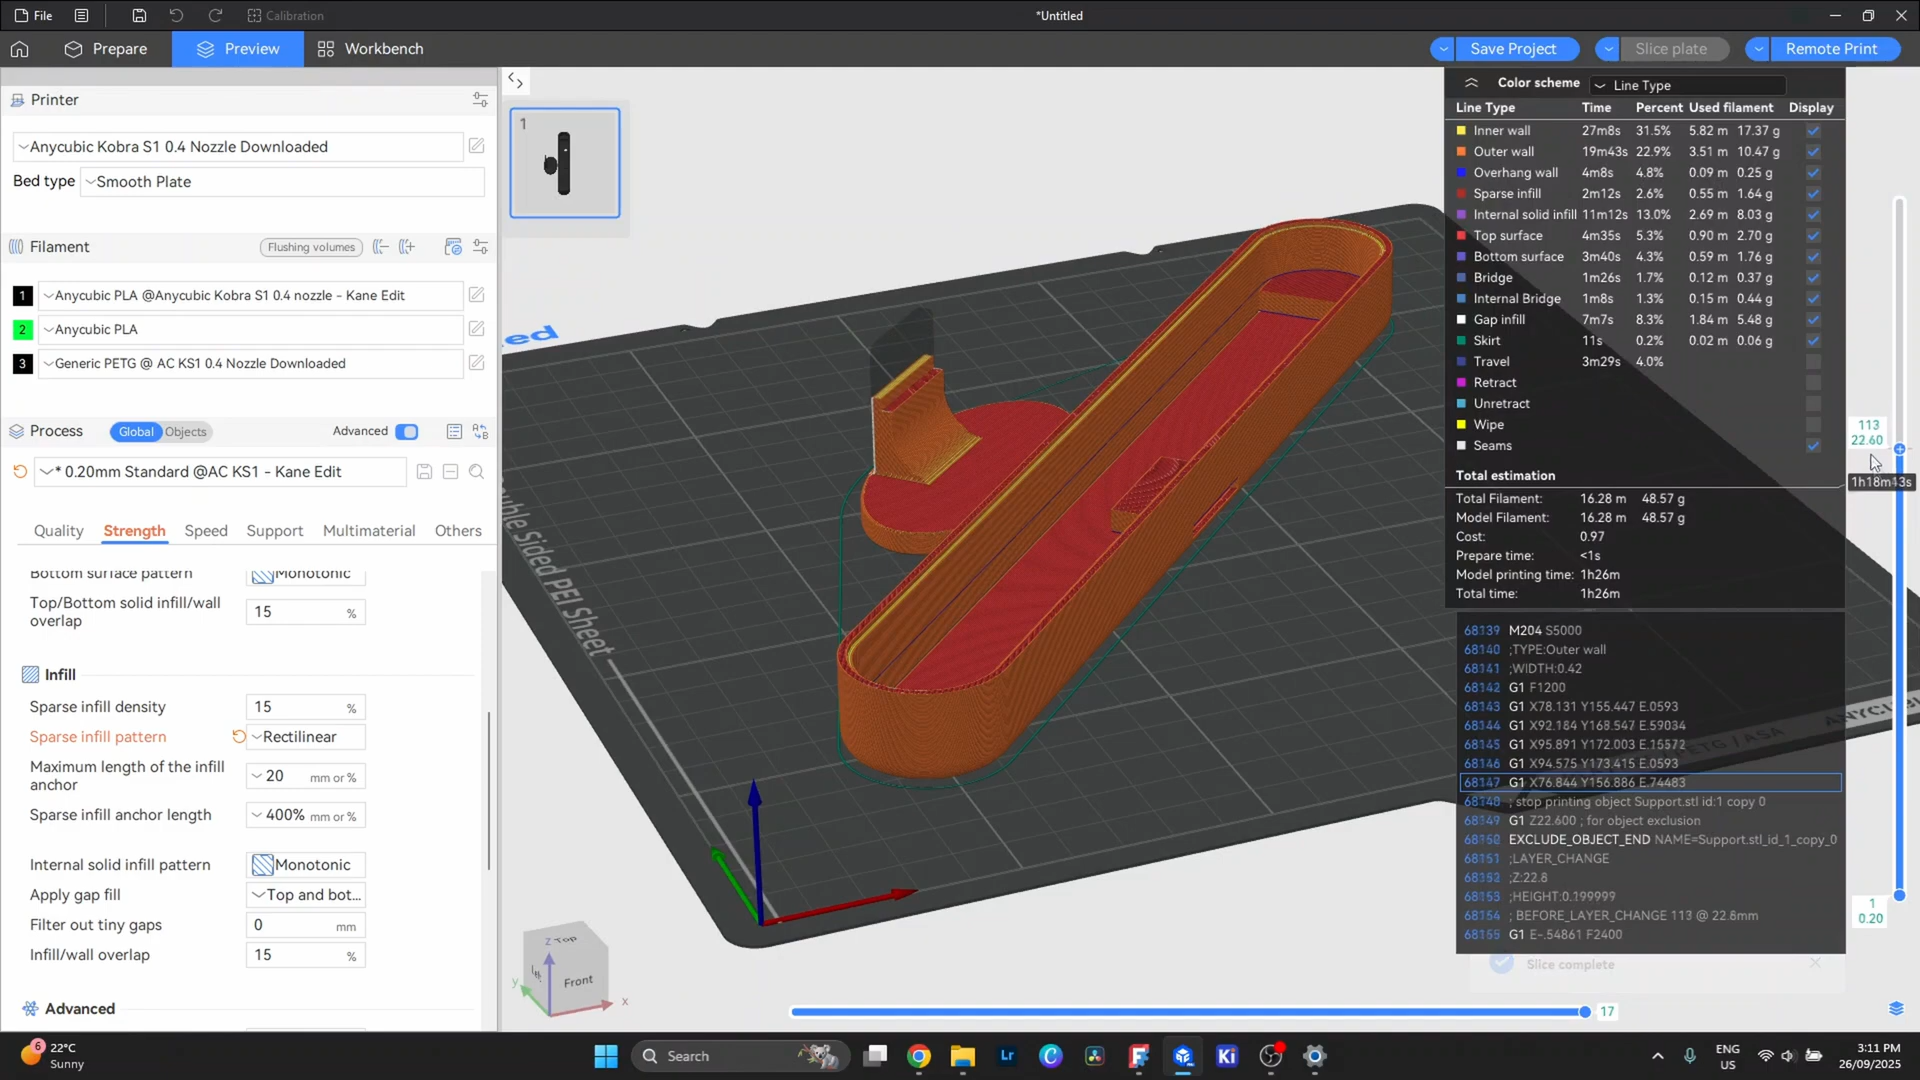 File
Calibration
*Untitled
Prepare
Preview
Workbench
Save Project
Slice plate
Remote Print
Printer
Anycubic Kobra S1 0.4 Nozzle Downloaded
Bed type
Smooth Plate
Filament
Flushing volumes
1 Anycubic PLA @Anycubic Kobra S1 0.4 nozzle - Kane Edit
2 Anycubic PLA
3 Generic PETG @ AC KS1 0.4 Nozzle Downloaded
Process Global Objects Advanced
* 0.20mm Standard @AC KS1 - Kane Edit
Quality Strength Speed Support Multimaterial Others
Bottom surface pattern Monotonic
Top/Bottom solid infill/wall overlap 15 %
Infill
Sparse infill density 15 %
Sparse infill pattern Rectilinear
Maximum length of the infill anchor 20 mm or %
Sparse infill anchor length 400% mm or %
Internal solid infill pattern Monotonic
Apply gap fill Top and bot...
Filter out tiny gaps 0 mm
Infill/wall overlap 15 %
Advanced
1
Double Sided PEI Sheet
Color scheme Line Type
Line Type Time Percent Used filament Display
Inner wall 27m8s 31.5% 5.82 m 17.37 g
Outer wall 19m43s 22.9% 3.51 m 10.47 g
Overhang wall 4m8s 4.8% 0.09 m 0.25 g
Sparse infill 2m12s 2.6% 0.55 m 1.64 g
Internal solid infill 11m12s 13.0% 2.69 m 8.03 g
Top surface 4m35s 5.3% 0.90 m 2.70 g
Bottom surface 3m40s 4.3% 0.59 m 1.76 g
Bridge 1m26s 1.7% 0.12 m 0.37 g
Internal Bridge 1m8s 1.3% 0.15 m 0.44 g
Gap infill 7m7s 8.3% 1.84 m 5.48 g
Skirt 11s 0.2% 0.02 m 0.06 g
Travel 3m29s 4.0%
Retract
Unretract
Wipe
Seams
Total estimation
Total Filament: 16.28 m 48.57 g
Model Filament: 16.28 m 48.57 g
Cost: 0.97
Prepare time: <1s
Model printing time: 1h26m
Total time: 1h26m
68139 M204 S5000
68140 ;TYPE:Outer wall
68141 ;WIDTH:0.42
68142 G1 F1200
68143 G1 X78.131 Y155.447 E.0593
68144 G1 X92.184 Y168.547 E.59034
68145 G1 X95.891 Y172.003 E.15572
68146 G1 X94.575 Y173.415 E.0593
68147 G1 X76.844 Y156.886 E.74483
68148 ; stop printing object Support.stl id:1 copy 0
68149 G1 Z22.600 ; for object exclusion
68150 EXCLUDE_OBJECT_END NAME=Support.stl_id_1_copy_0
68151 ;LAYER_CHANGE
68152 ;Z:22.8
68153 ;HEIGHT:0.199999
68154 ; BEFORE_LAYER_CHANGE 113 @ 22.8mm
68155 G1 E-.54861 F2400
Slice complete
113
22.60
1h18m43s
1
0.20
Top
Front
x
y
z
17
6
22°C
Sunny
Search
Lr
Ki
ENG
US
3:11 PM
26/09/2025